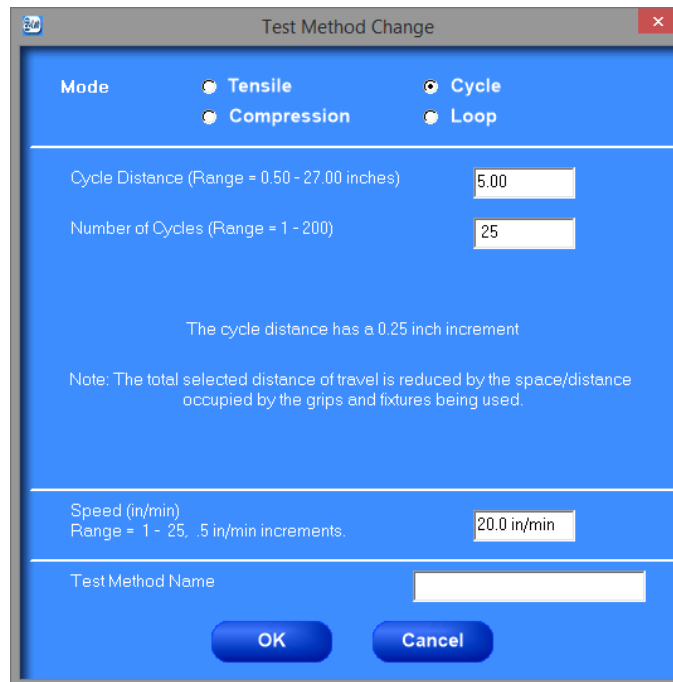 Test Method Change
Mode
Tensile
Cycle
Compression
Loop
Cycle Distance (Range = 0.50 - 27.00 inches)
5.00
Number of Cycles (Range = 1 - 200)
25
The cycle distance has a 0.25 inch increment
Note: The total selected distance of travel is reduced by the space/distance
occupied by the grips and fixtures being used.
Speed (in/min)
Range = 1 - 25, .5 in/min increments.
20.0 in/min
Test Method Name
OK
Cancel